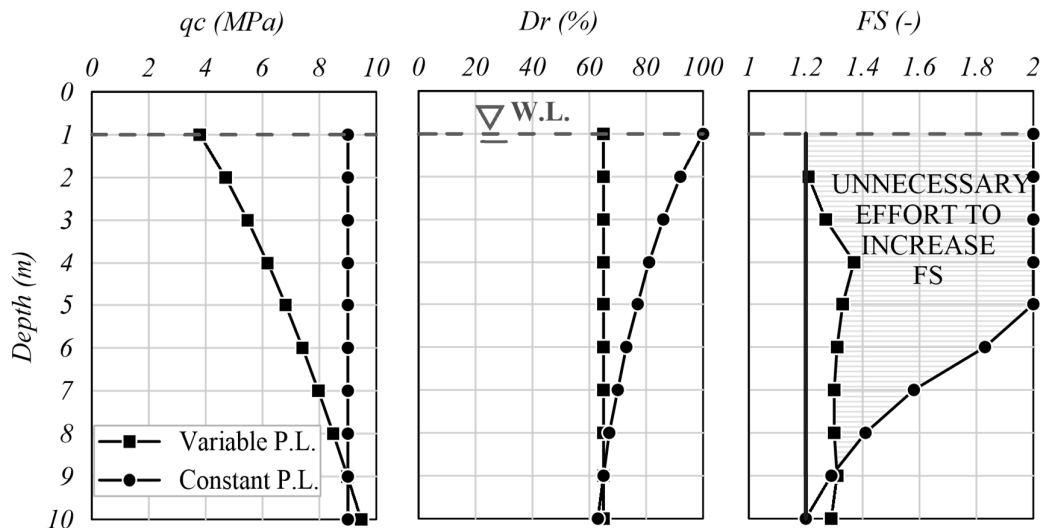 qc (MPa)
Dr (%)
FS (-)
0 2 4 6 8 10
0 20 40 60 80 100
1 1.2 1.4 1.6 1.8 2
Depth (m)
0
1
2
3
4
5
6
7
8
9
10
W.L.
UNNECESSARY
EFFORT TO
INCREASE
FS
Variable P.L.
Constant P.L.